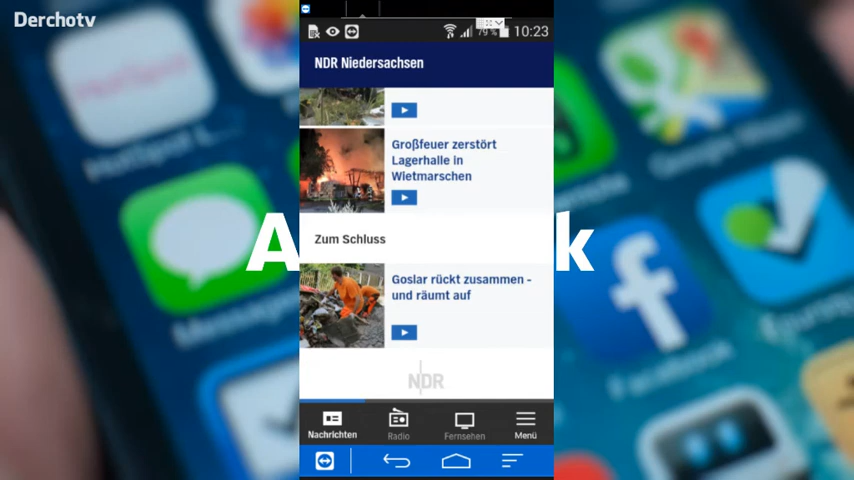 Derchotv
79%
10:23
NDR Niedersachsen
Großfeuer zerstört
Lagerhalle in
Wietmarschen
Zum Schluss
A
k
Goslar rückt zusammen -
und räumt auf
NDR
Nachrichten
Radio
Fernsehen
Menü
Facebook